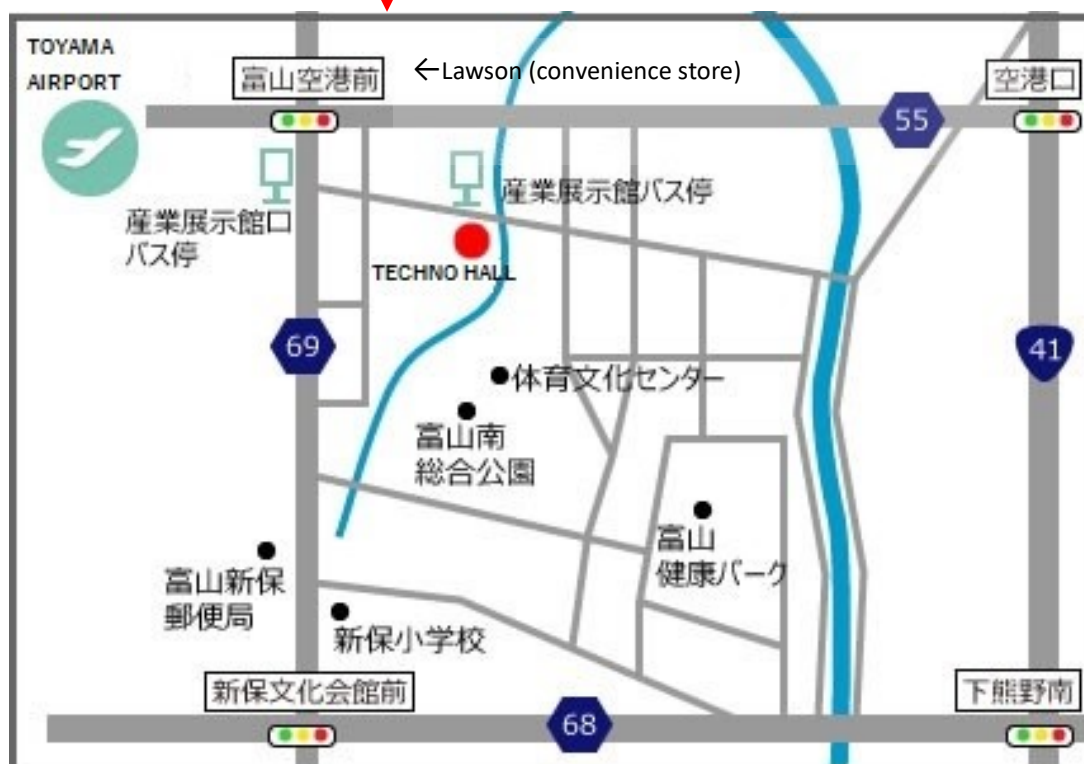 TOYAMA
AIRPORT
富山空港前
←Lawson (convenience store)
空港口
55
産業展示館バス停
産業展示館口
バス停
TECHNO HALL
69
41
体育文化センター
富山南
総合公園
富山
健康パーク
富山新保
郵便局
新保小学校
新保文化会館前
下熊野南
68